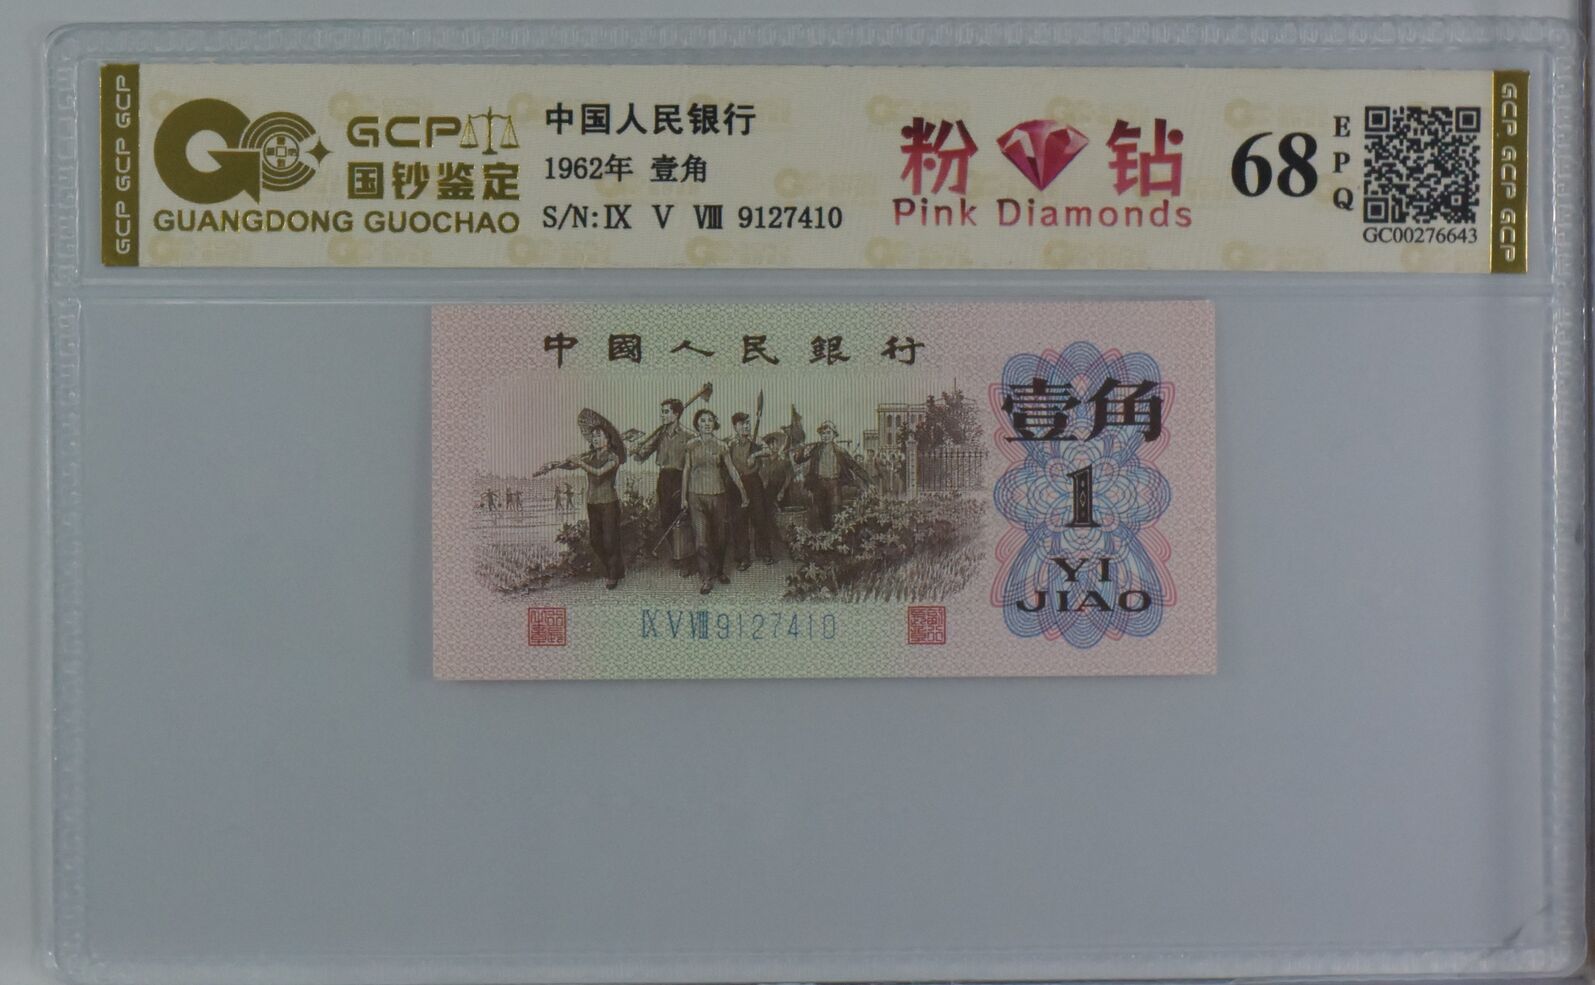 GCP GCP GCP
GCP
国钞鉴定
GUANGDONG GUOCHAO
中国人民银行
1962年 壹角
S/N: Ⅸ Ⅴ Ⅷ 9127410
粉 钻
Pink Diamonds
68
EPQ
GC00276643
GCP GCP GCP
中國人民銀行
壹角
1
YI
JIAO
ⅨⅤⅧ9127410